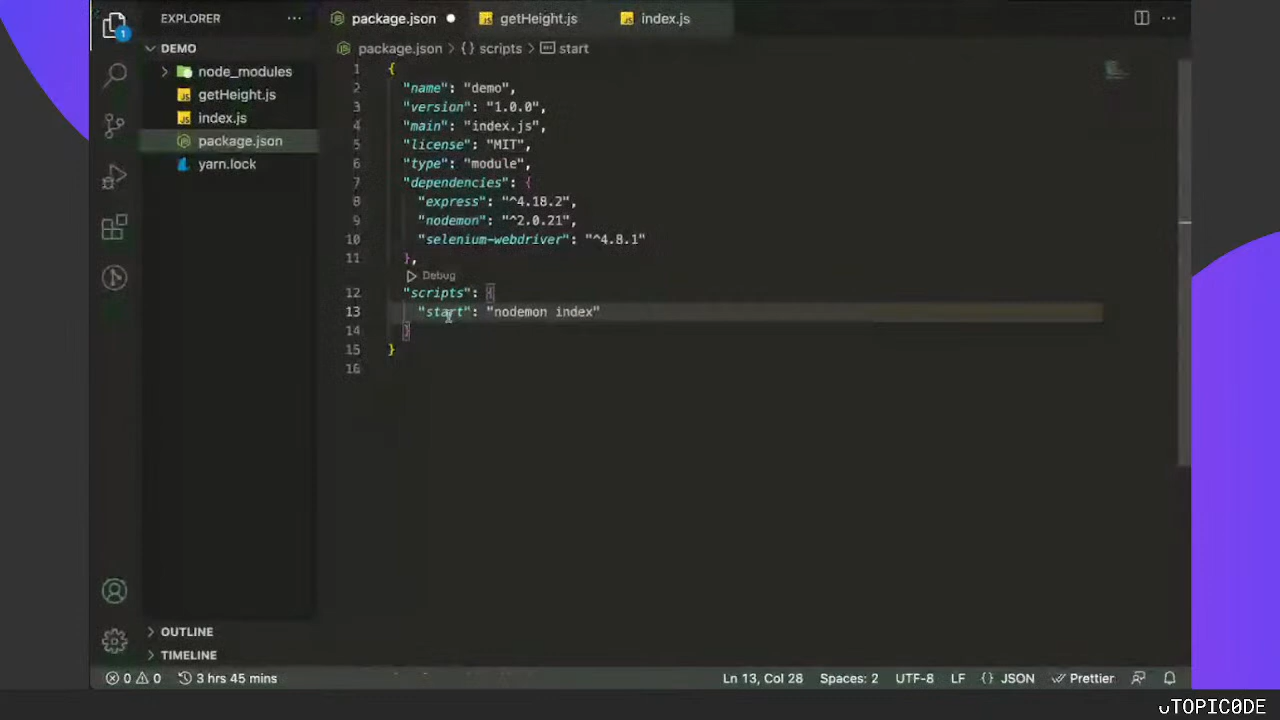 EXPLORER
package.json
getHeight.js
index.js
DEMO
package.json > {} scripts > start
node_modules
getHeight.js
index.js
package.json
yarn.lock
1 {
2 "name": "demo",
3 "version": "1.0.0",
4 "main": "index.js",
5 "license": "MIT",
6 "type": "module",
7 "dependencies": {
8 "express": "^4.18.2",
9 "nodemon": "^2.0.21",
10 "selenium-webdriver": "^4.8.1"
11 },
Debug
12 "scripts": {
13 "start": "nodemon index"
14 }
15 }
16
OUTLINE
TIMELINE
1
0 0 3 hrs 45 mins Ln 13, Col 28 Spaces: 2 UTF-8 LF {} JSON Prettier
سTOPIC0DE